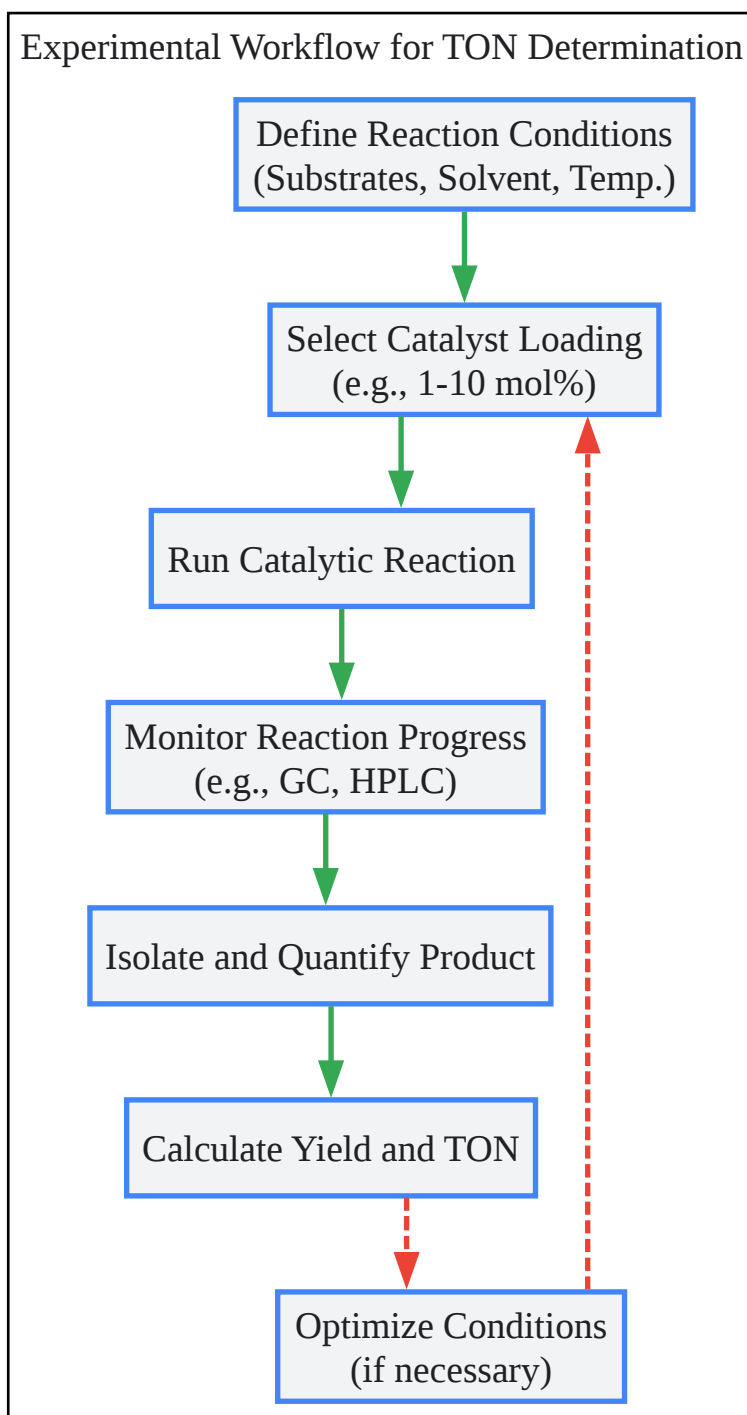 Experimental Workflow for TON Determination
Define Reaction Conditions
(Substrates, Solvent, Temp.)
Select Catalyst Loading
(e.g., 1-10 mol%)
Run Catalytic Reaction
Monitor Reaction Progress
(e.g., GC, HPLC)
Isolate and Quantify Product
Calculate Yield and TON
Optimize Conditions
(if necessary)